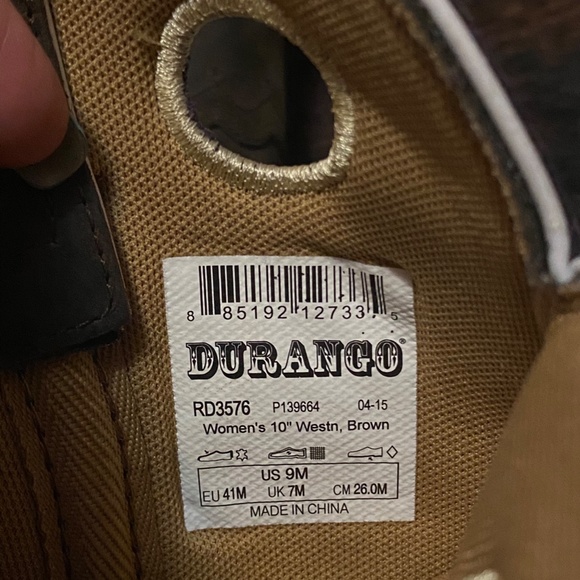 8 85192 12733 5
DURANGO®
RD3576 P139664 04-15
Women's 10" Westn, Brown
US 9M
EU 41M UK 7M CM 26.0M
MADE IN CHINA